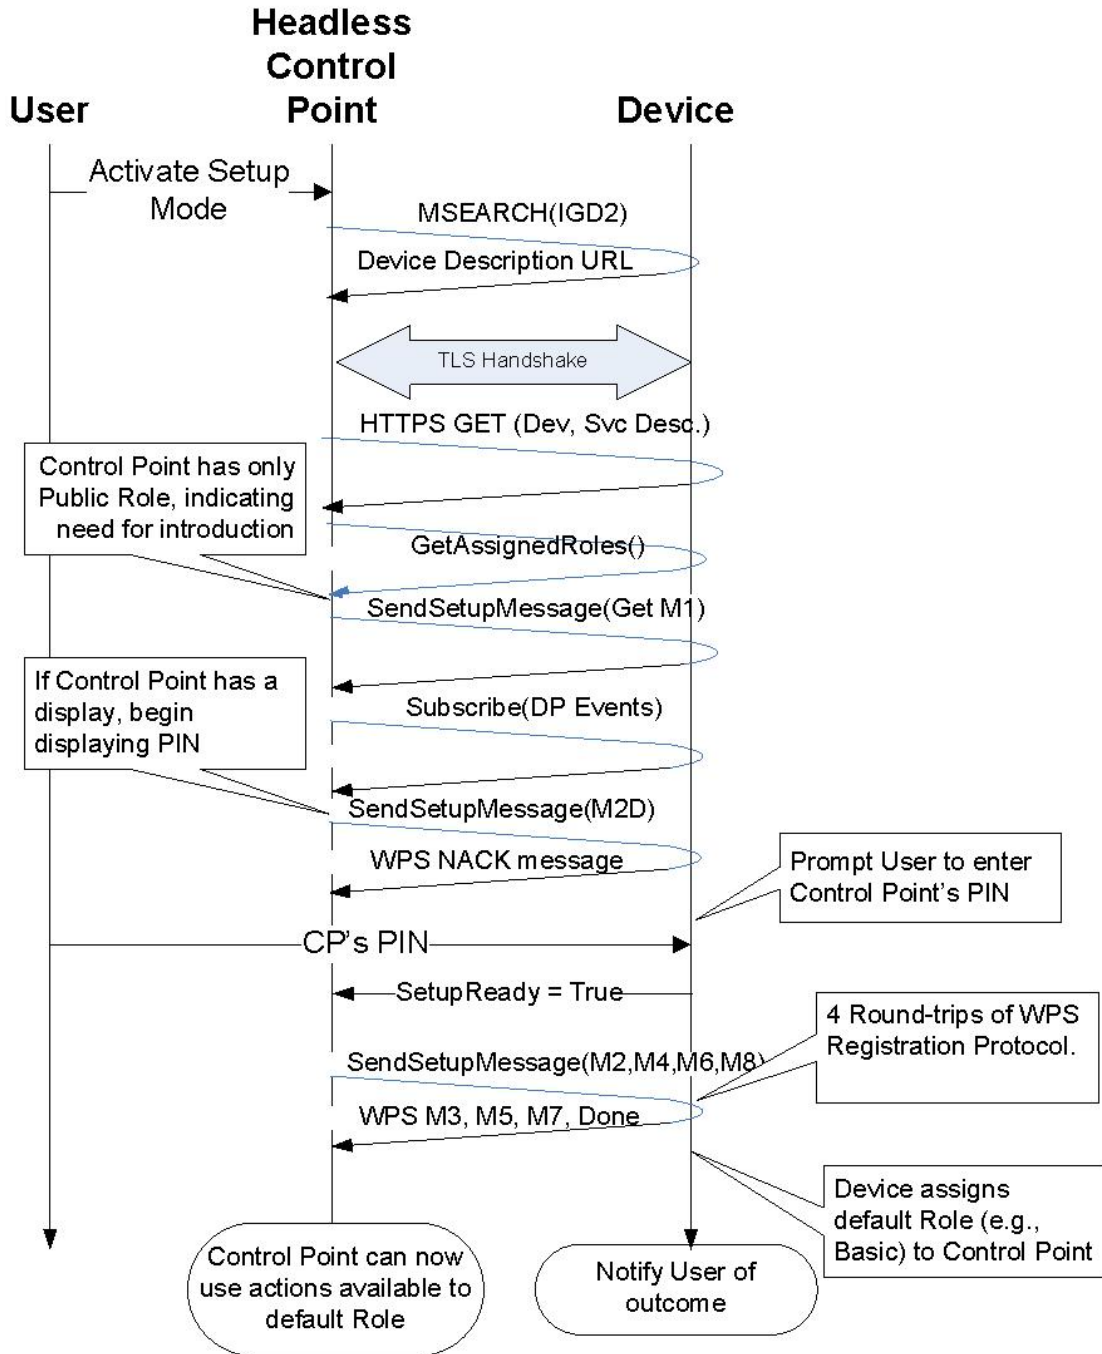 Headless
Control
Point
User
Device
Activate Setup
Mode
MSEARCH(IGD2)
Device Description URL
TLS Handshake
HTTPS GET (Dev, Svc Desc.)
Control Point has only
Public Role, indicating
need for introduction
GetAssignedRoles()
SendSetupMessage(Get M1)
If Control Point has a
display, begin
displaying PIN
Subscribe(DP Events)
SendSetupMessage(M2D)
WPS NACK message
Prompt User to enter
Control Point's PIN
CP's PIN
SetupReady = True
4 Round-trips of WPS
Registration Protocol.
SendSetupMessage(M2,M4,M6,M8)
WPS M3, M5, M7, Done
Device assigns
default Role (e.g.,
Basic) to Control Point
Control Point can now
use actions available to
default Role
Notify User of
outcome